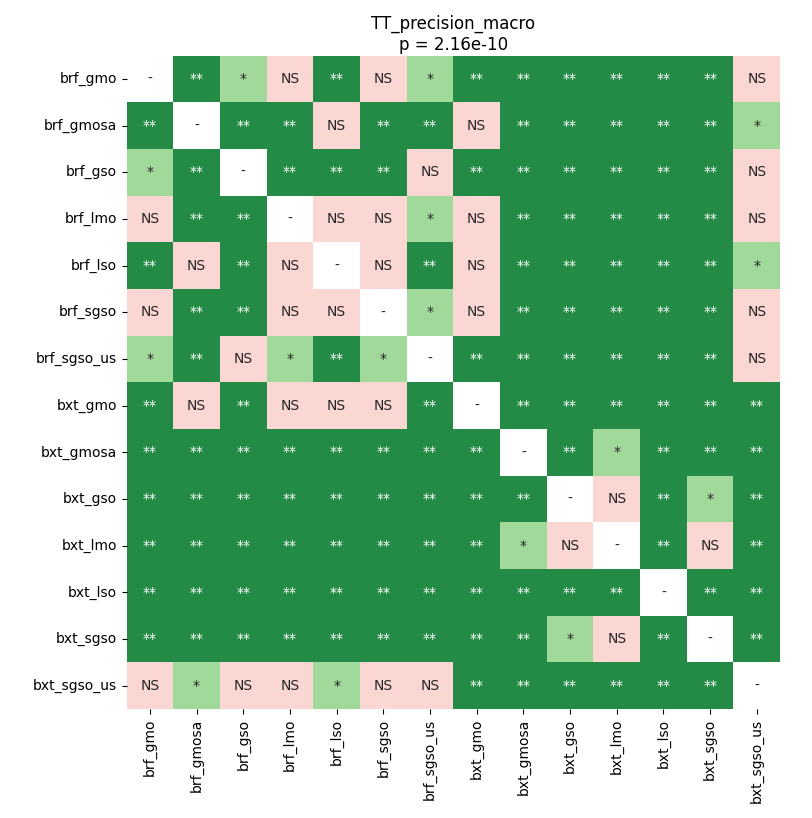 TT_precision_macro
p = 2.16e-10
brf_gmo - ** * NS ** NS * ** ** ** ** ** ** NS
brf_gmosa ** - ** ** NS ** ** NS ** ** ** ** ** *
brf_gso * ** - ** ** ** NS ** ** ** ** ** ** NS
brf_lmo NS ** ** - NS NS * NS ** ** ** ** ** NS
brf_lso ** NS ** NS - NS ** NS ** ** ** ** ** *
brf_sgso NS ** ** NS NS - * NS ** ** ** ** ** NS
brf_sgso_us * ** NS * ** * - ** ** ** ** ** ** NS
bxt_gmo ** NS ** NS NS NS ** - ** ** ** ** ** **
bxt_gmosa ** ** ** ** ** ** ** ** - ** * ** ** **
bxt_gso ** ** ** ** ** ** ** ** ** - NS ** * **
bxt_lmo ** ** ** ** ** ** ** ** * NS - ** NS **
bxt_lso ** ** ** ** ** ** ** ** ** ** ** - ** **
bxt_sgso ** ** ** ** ** ** ** ** ** * NS ** - **
bxt_sgso_us NS * NS NS * NS NS ** ** ** ** ** ** -
brf_gmo brf_gmosa brf_gso brf_lmo brf_lso brf_sgso brf_sgso_us bxt_gmo bxt_gmosa bxt_gso bxt_lmo bxt_lso bxt_sgso bxt_sgso_us